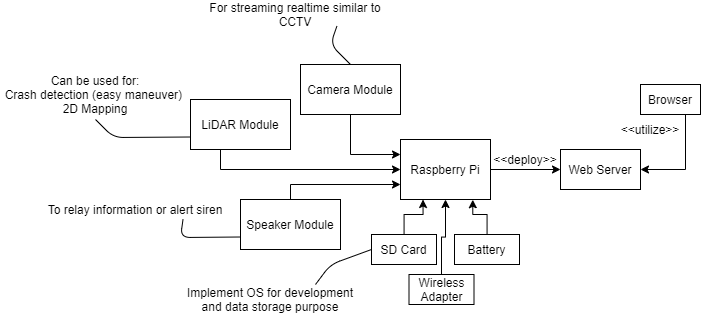 For streaming realtime similar to
CCTV
Can be used for:
Crash detection (easy maneuver)
2D Mapping
Camera Module
Browser
LiDAR Module
<<utilize>>
<<deploy>>
Raspberry Pi
Web Server
To relay information or alert siren
Speaker Module
SD Card
Battery
Wireless
Adapter
Implement OS for development
and data storage purpose